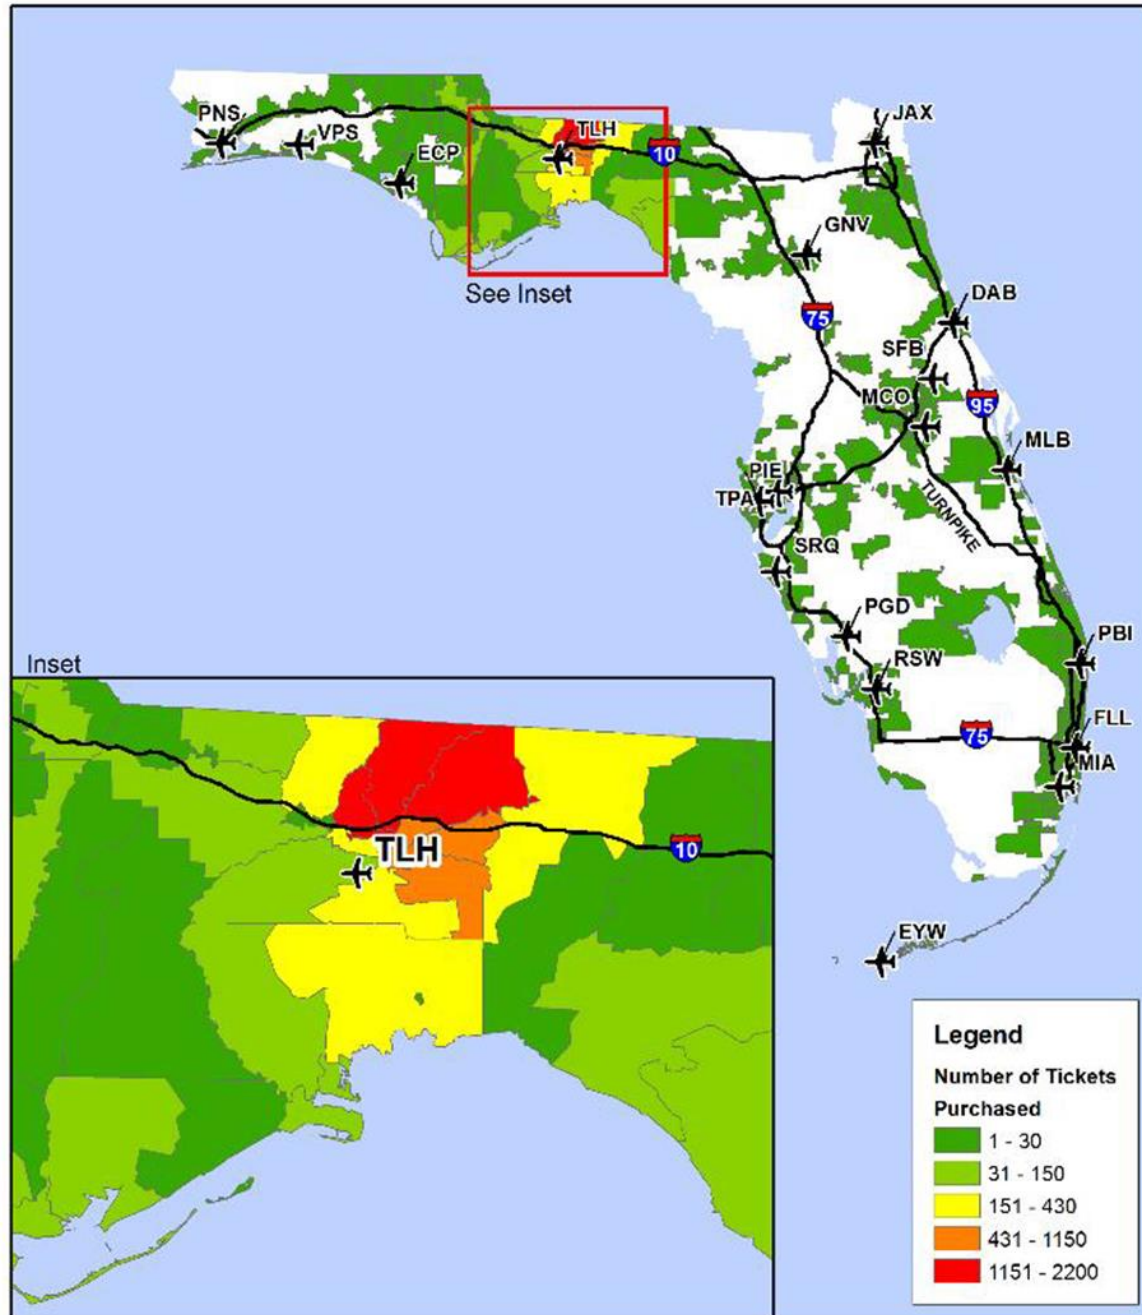 PNS
VPS
ECP
TLH
10
JAX
See Inset
GNV
75
DAB
SFB
MCO
95
MLB
PIE
TPA
TURNPIKE
SRQ
PGD
RSW
PBI
75
FLL
MIA
EYW
Inset
TLH
10
Legend
Number of Tickets
Purchased
1 - 30
31 - 150
151 - 430
431 - 1150
1151 - 2200